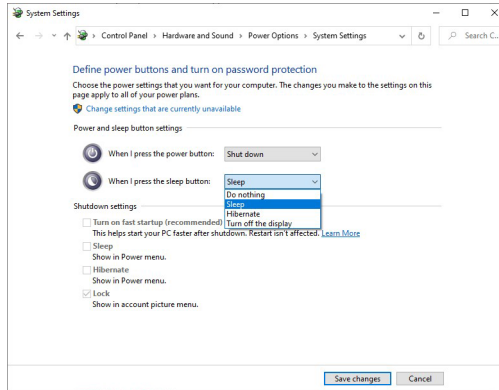 System Settings
Control Panel > Hardware and Sound > Power Options > System Settings
Search C...
Define power buttons and turn on password protection
Choose the power settings that you want for your computer. The changes you make to the settings on this
page apply to all of your power plans.
Change settings that are currently unavailable
Power and sleep button settings
When I press the power button: Shut down
When I press the sleep button: Sleep
Do nothing
Sleep
Hibernate
Turn off the display
Shutdown settings
Turn on fast startup (recommended)
This helps start your PC faster after shutdown. Restart isn't affected. Learn More
Sleep
Show in Power menu.
Hibernate
Show in Power menu.
Lock
Show in account picture menu.
Save changes Cancel